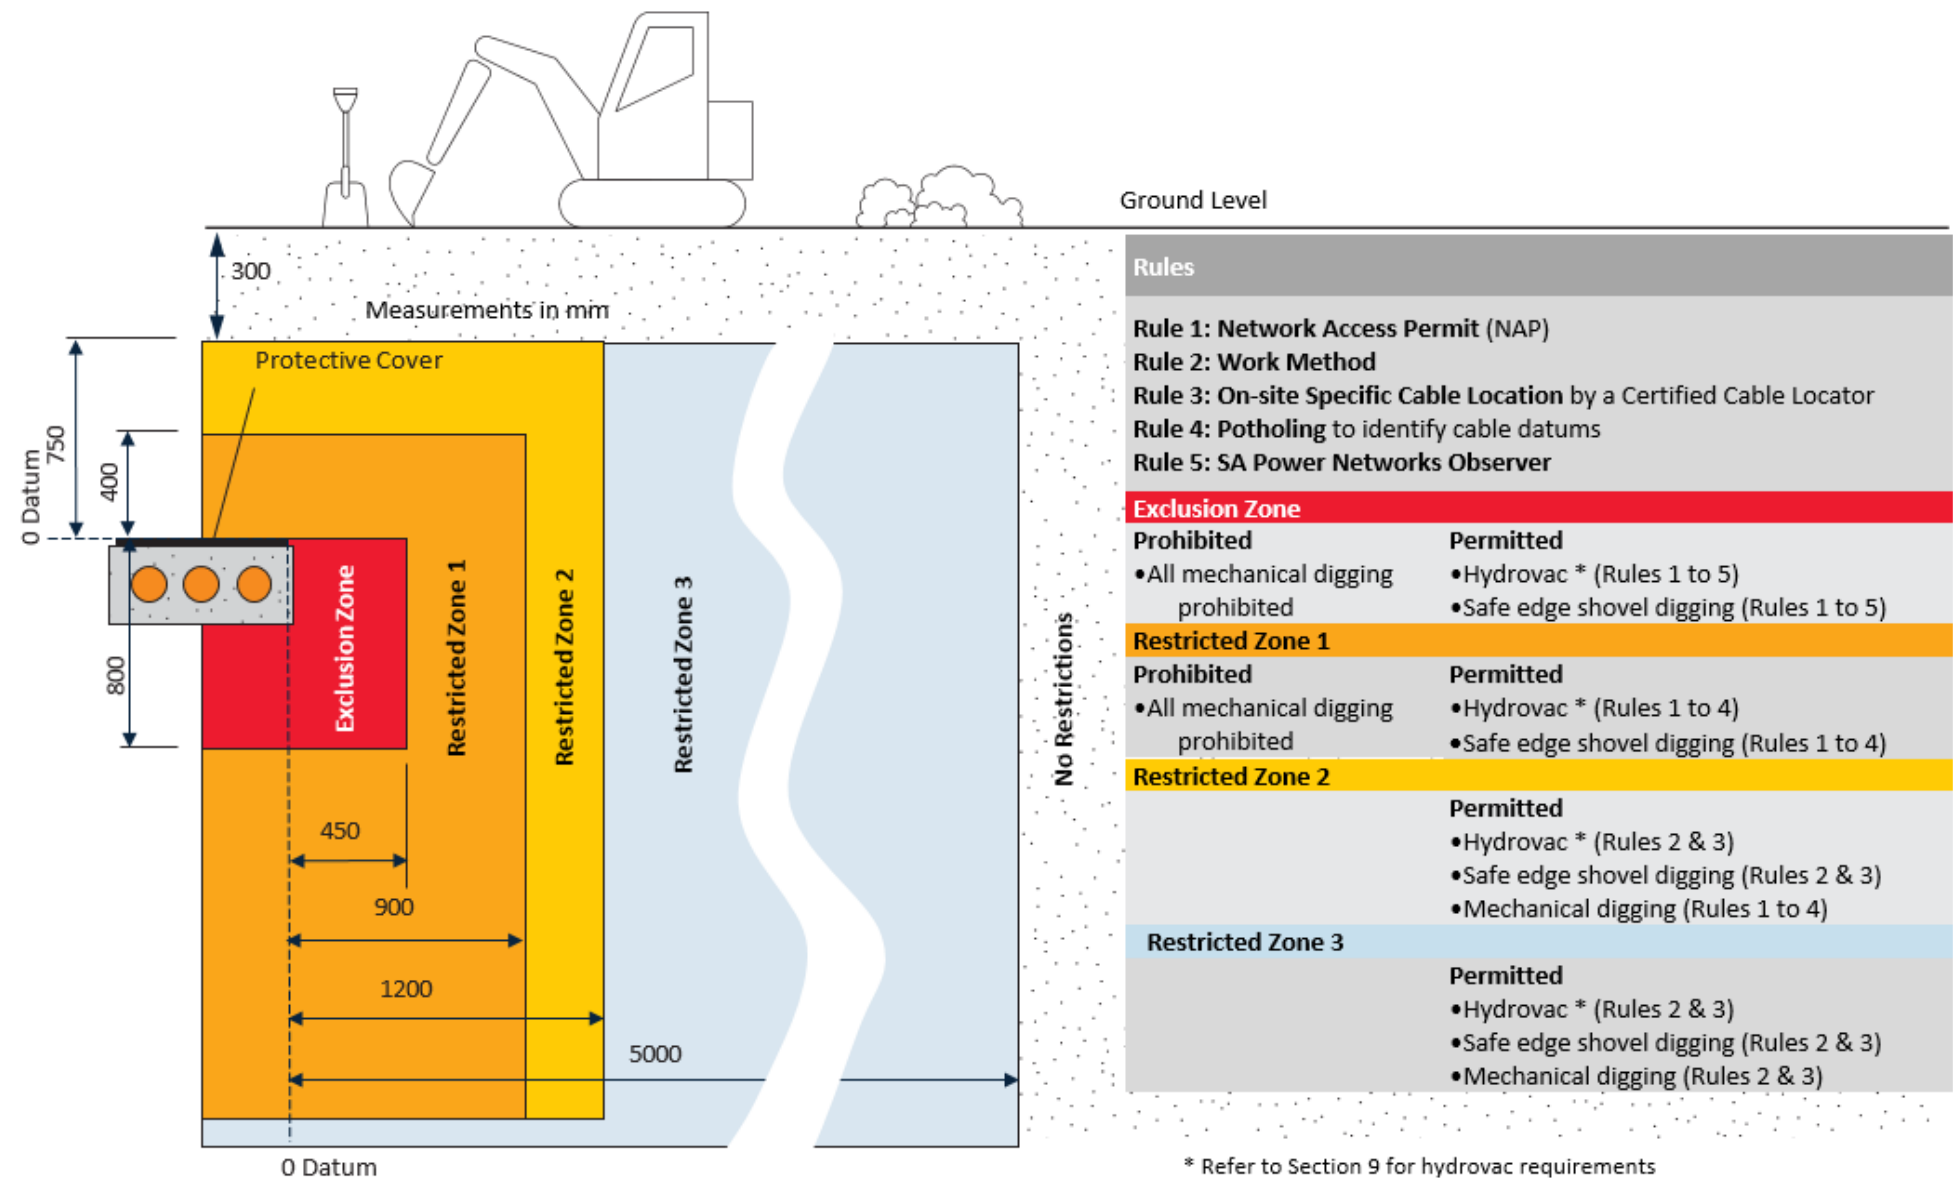 Ground Level
300
Measurements in mm
Protective Cover
0 Datum
750
400
800
Exclusion Zone
Restricted Zone 1
Restricted Zone 2
Restricted Zone 3
No Restrictions
450
900
1200
5000
0 Datum
Rules
Rule 1: Network Access Permit (NAP)
Rule 2: Work Method
Rule 3: On-site Specific Cable Location by a Certified Cable Locator
Rule 4: Potholing to identify cable datums
Rule 5: SA Power Networks Observer
Exclusion Zone
Prohibited Permitted
•All mechanical digging •Hydrovac * (Rules 1 to 5)
prohibited •Safe edge shovel digging (Rules 1 to 5)
Restricted Zone 1
Prohibited Permitted
•All mechanical digging •Hydrovac * (Rules 1 to 4)
prohibited •Safe edge shovel digging (Rules 1 to 4)
Restricted Zone 2
Permitted
•Hydrovac * (Rules 2 & 3)
•Safe edge shovel digging (Rules 2 & 3)
•Mechanical digging (Rules 1 to 4)
Restricted Zone 3
Permitted
•Hydrovac * (Rules 2 & 3)
•Safe edge shovel digging (Rules 2 & 3)
•Mechanical digging (Rules 2 & 3)
* Refer to Section 9 for hydrovac requirements